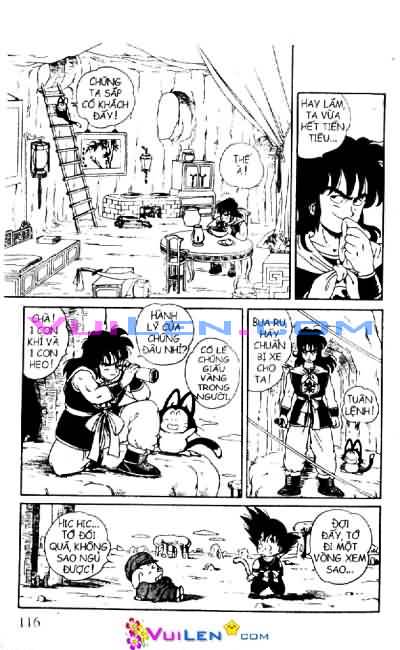 CHÚNG
TA SẮP
CÓ KHÁCH
ĐẤY!
THẾ
À!
HAY LẮM,
TA VỪA
HẾT TIỀN
TIÊU...
CHÀ!
1 CON
KHỈ VÀ
1 CON
HEO!
HÀNH
LÝ CỦA
CHÚNG
ĐÂU NHỈ?!
CÓ LẼ
CHÚNG
GIẤU
VÀNG
TRONG
NGƯỜI.
BUA RU,
HÃY
CHUẨN
BỊ XE
CHO
TA!
TUÂN
LỆNH!
HIC HIC...
TỚ ĐÓI
QUÁ, KHÔNG
SAO NGỦ
ĐƯỢC!
ĐỢI
ĐẤY, TỚ
ĐI MỘT
VÒNG XEM
SAO...
VUILEN.COM
116
VUILEN.COM